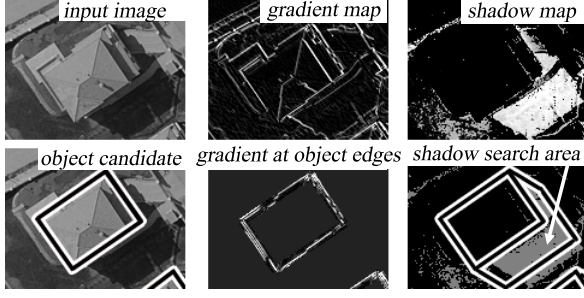 input image
gradient map
shadow map
object candidate
gradient at object edges
shadow search area